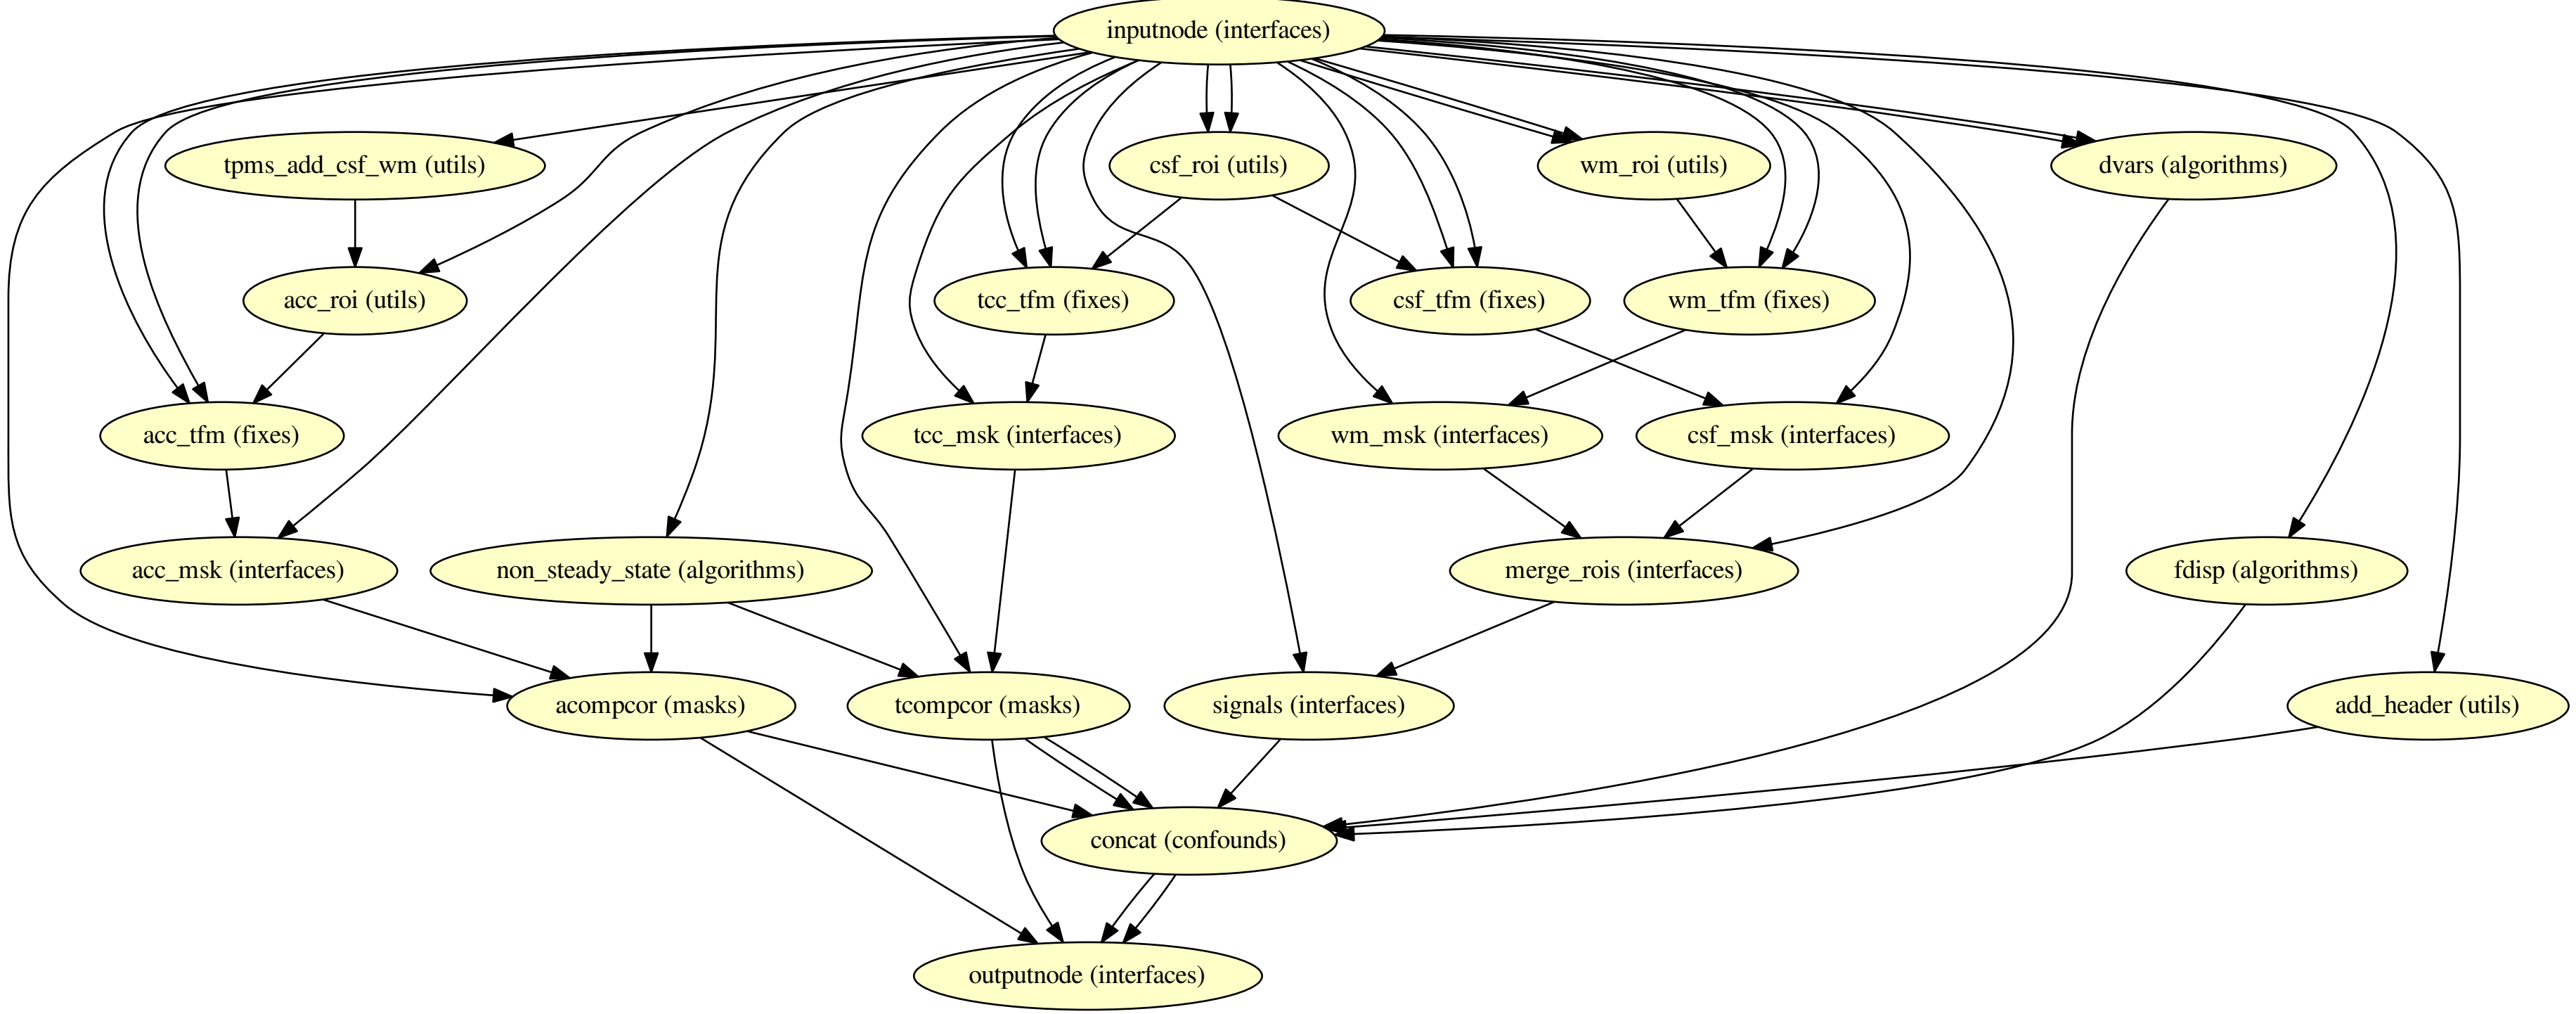 inputnode (interfaces)
tpms_add_csf_wm (utils)
csf_roi (utils)
wm_roi (utils)
dvars (algorithms)
acc_roi (utils)
tcc_tfm (fixes)
csf_tfm (fixes)
wm_tfm (fixes)
acc_tfm (fixes)
tcc_msk (interfaces)
wm_msk (interfaces)
csf_msk (interfaces)
acc_msk (interfaces)
non_steady_state (algorithms)
merge_rois (interfaces)
fdisp (algorithms)
acompcor (masks)
tcompcor (masks)
signals (interfaces)
add_header (utils)
concat (confounds)
outputnode (interfaces)